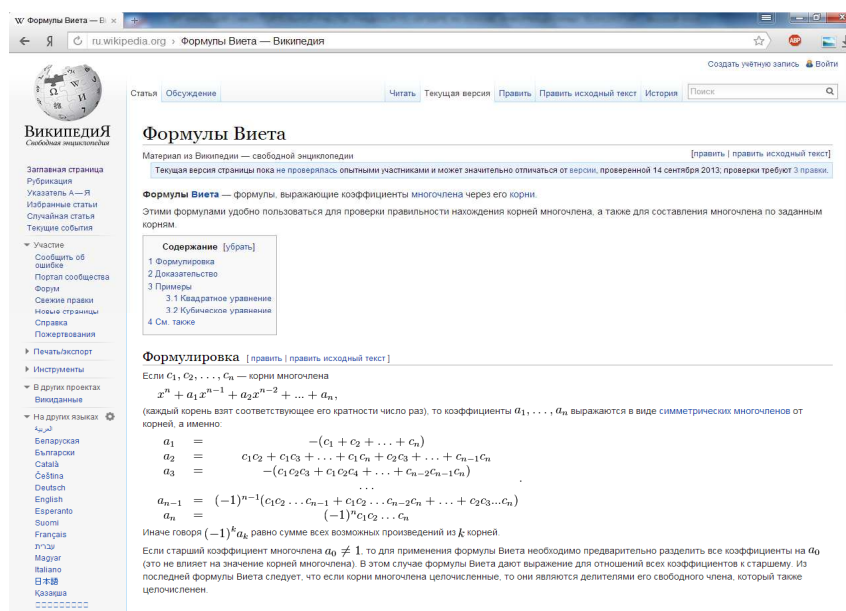 Формулы Виета — Ви
ru.wikipedia.org › Формулы Виета — Википедия
ABP
Создать учётную запись Войти
Статья Обсуждение Читать Текущая версия Править Править исходный текст История Поиск
ВикипедиЯ
Свободная энциклопедия
Заглавная страница
Рубрикация
Указатель А — Я
Избранные статьи
Случайная статья
Текущие события
Участие
Сообщить об
ошибке
Портал сообщества
Форум
Свежие правки
Новые страницы
Справка
Пожертвования
Печать/экспорт
Инструменты
В других проектах
Викиданные
На других языках
العربية
Беларуская
Български
Català
Čeština
Deutsch
English
Esperanto
Suomi
Français
עברית
Magyar
Italiano
日本語
Қазақша
Формулы Виета
Материал из Википедии — свободной энциклопедии [править | править исходный текст]
Текущая версия страницы пока не проверялась опытными участниками и может значительно отличаться от версии, проверенной 14 сентября 2013; проверки требуют 3 правки.
Формулы Виета — формулы, выражающие коэффициенты многочлена через его корни.
Этими формулами удобно пользоваться для проверки правильности нахождения корней многочлена, а также для составления многочлена по заданным
корням.
Содержание [убрать]
1 Формулировка
2 Доказательство
3 Примеры
3.1 Квадратное уравнение
3.2 Кубическое уравнение
4 См. также
Формулировка [ править | править исходный текст ]
Если c₁, c₂, . . . , cₙ — корни многочлена
xⁿ + a₁xⁿ⁻¹ + a₂xⁿ⁻² + ... + aₙ,
(каждый корень взят соответствующее его кратности число раз), то коэффициенты a₁, . . . , aₙ выражаются в виде симметрических многочленов от
корней, а именно:
a₁ = −(c₁ + c₂ + . . . + cₙ)
a₂ = c₁c₂ + c₁c₃ + . . . + c₁cₙ + c₂c₃ + . . . + cₙ₋₁cₙ
a₃ = −(c₁c₂c₃ + c₁c₂c₄ + . . . + cₙ₋₂cₙ₋₁cₙ)
. . .
aₙ₋₁ = (−1)ⁿ⁻¹(c₁c₂ . . . cₙ₋₁ + c₁c₂ . . . cₙ₋₂cₙ + . . . + c₂c₃...cₙ)
aₙ = (−1)ⁿc₁c₂ . . . cₙ
Иначе говоря (−1)ᵏaₖ равно сумме всех возможных произведений из k корней.
Если старший коэффициент многочлена a₀ ≠ 1, то для применения формулы Виета необходимо предварительно разделить все коэффициенты на a₀
(это не влияет на значение корней многочлена). В этом случае формулы Виета дают выражение для отношений всех коэффициентов к старшему. Из
последней формулы Виета следует, что если корни многочлена целочисленные, то они являются делителями его свободного члена, который также
целочисленен.